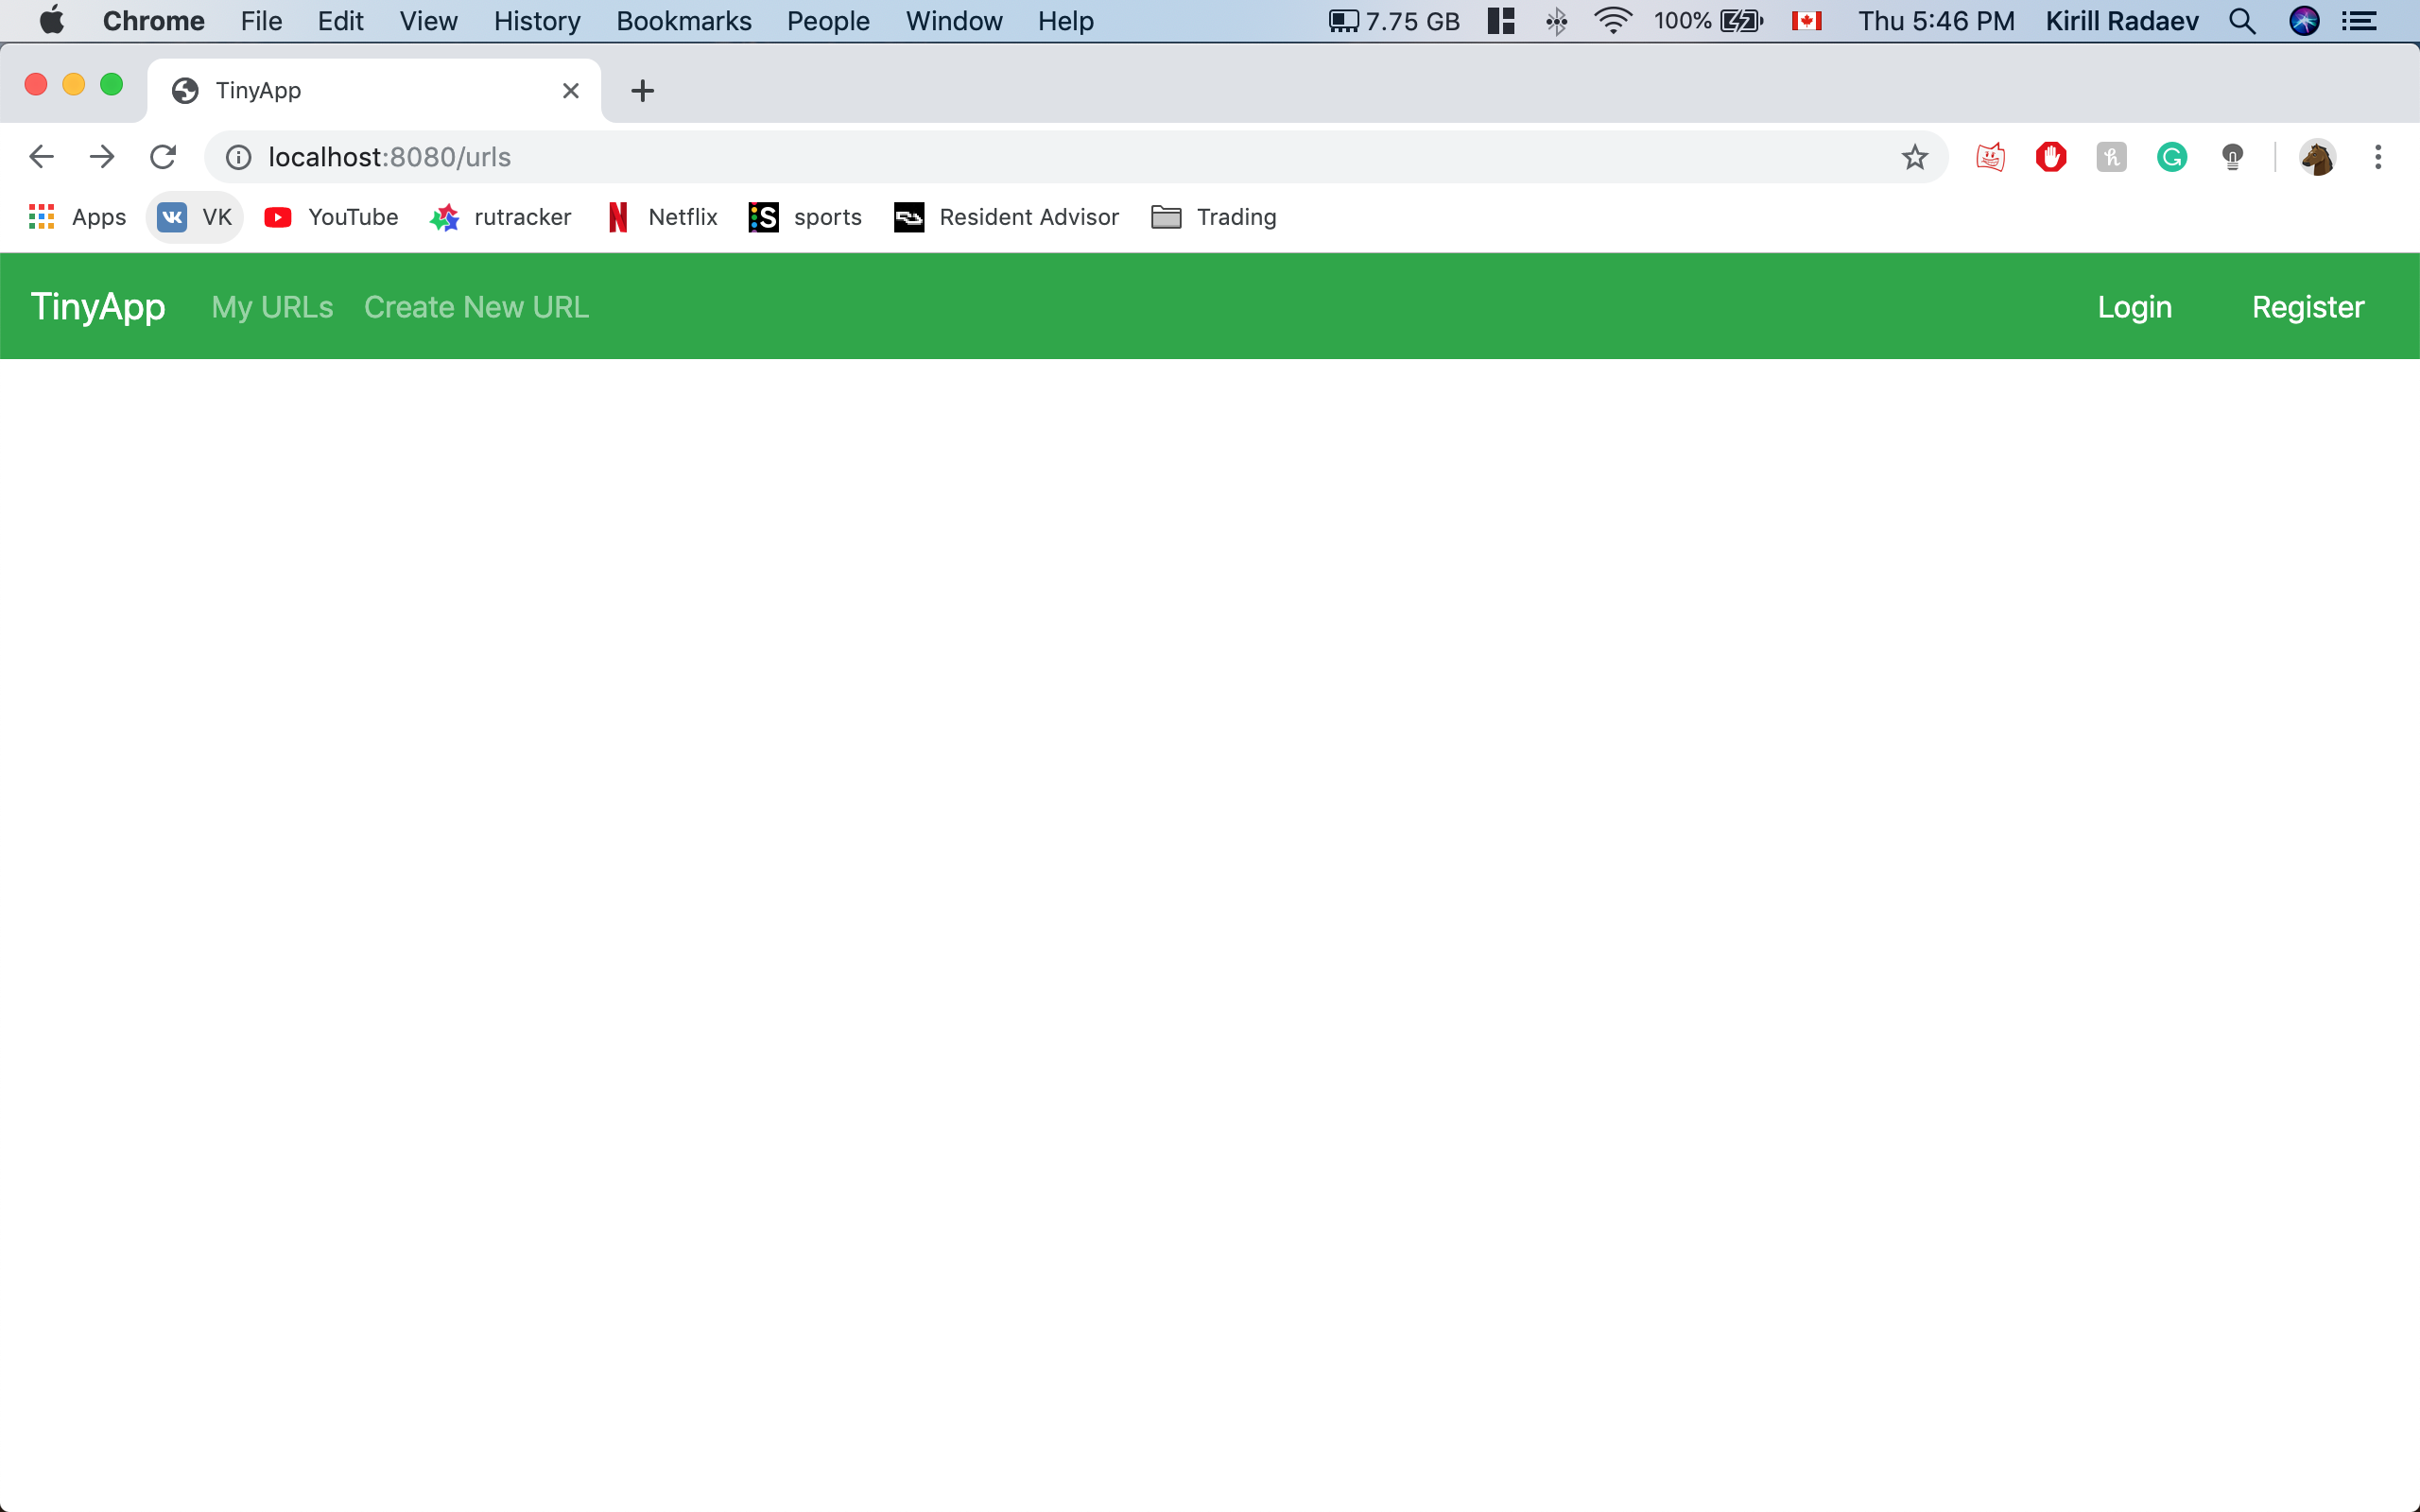 Chrome File Edit View History Bookmarks People Window Help 7.75 GB 100% Thu 5:46 PM Kirill Radaev
TinyApp
localhost:8080/urls
Apps VK YouTube rutracker Netflix sports Resident Advisor Trading
TinyApp My URLs Create New URL Login Register